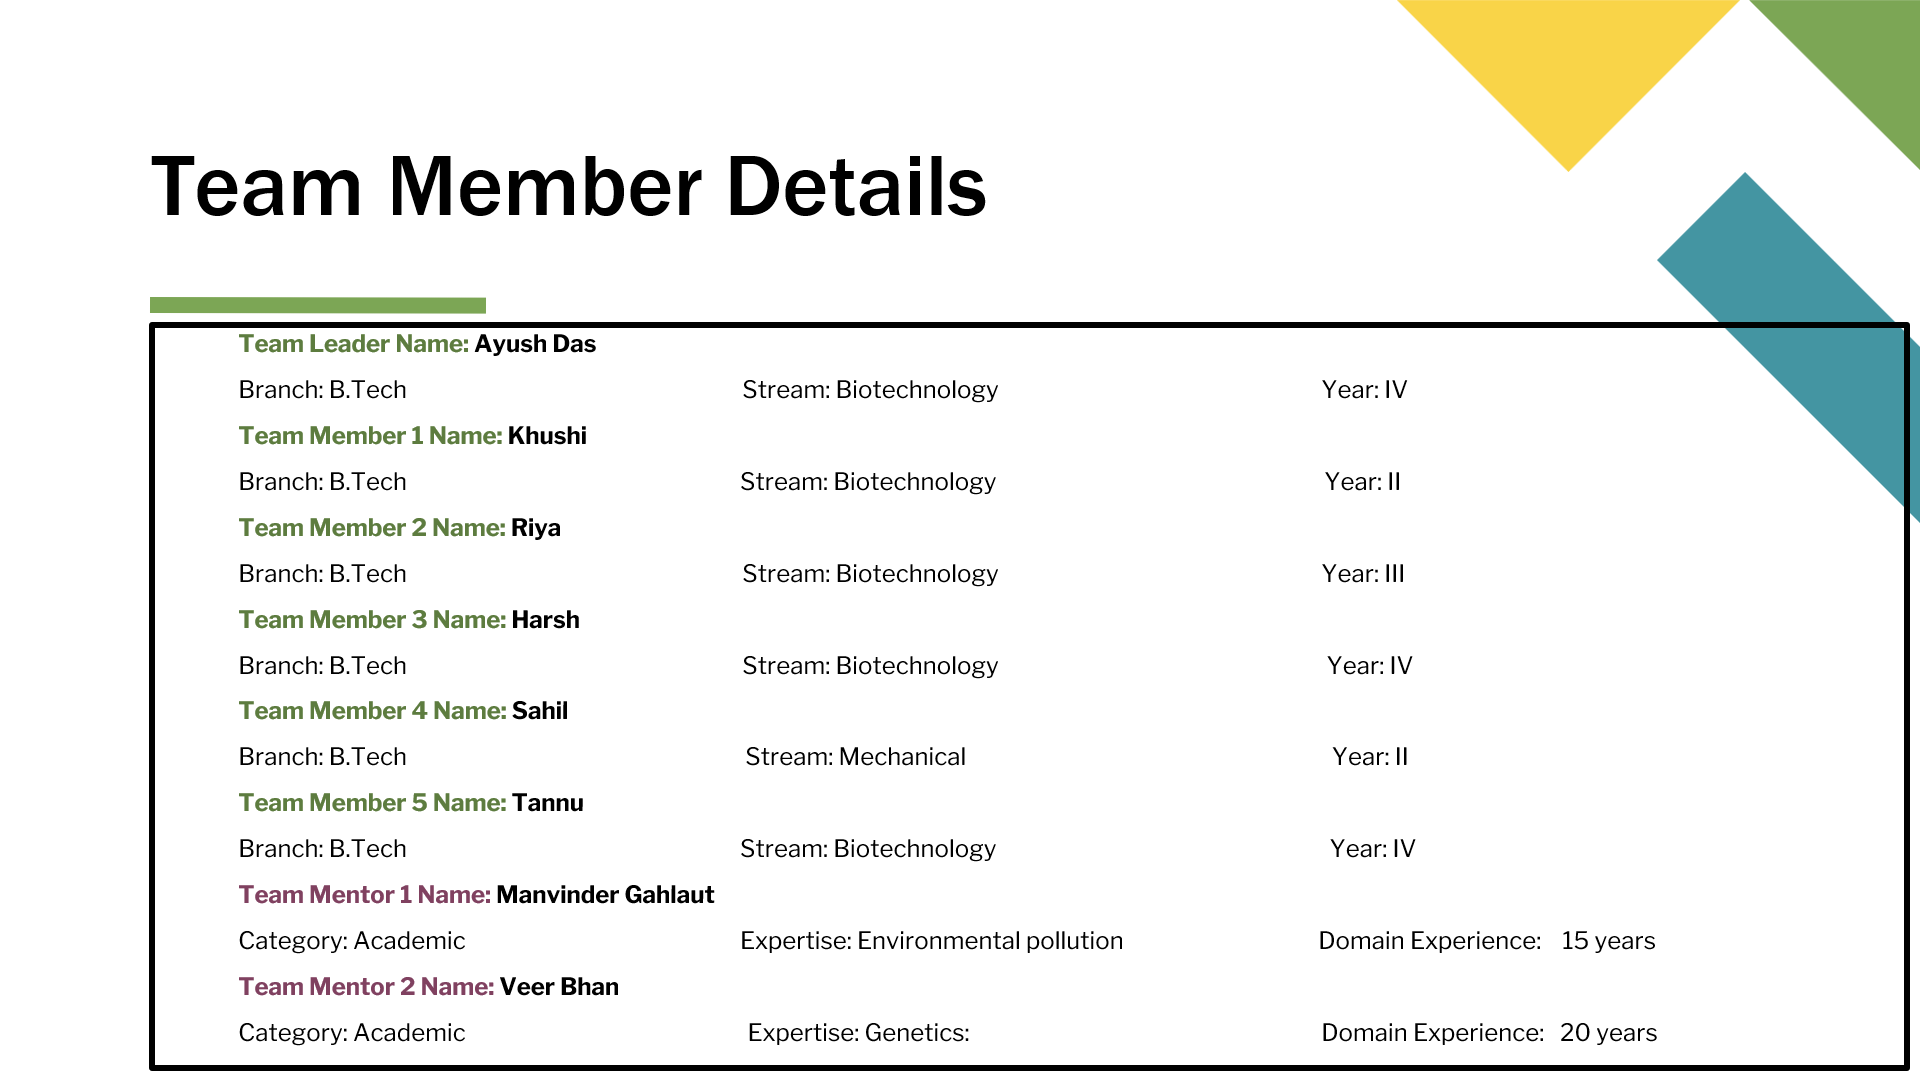 Team Member Details
Team Leader Name: Ayush Das
Branch: B.Tech Stream: Biotechnology Year: IV
Team Member 1 Name: Khushi
Branch: B.Tech Stream: Biotechnology Year: II
Team Member 2 Name: Riya
Branch: B.Tech Stream: Biotechnology Year: III
Team Member 3 Name: Harsh
Branch: B.Tech Stream: Biotechnology Year: IV
Team Member 4 Name: Sahil
Branch: B.Tech Stream: Mechanical Year: II
Team Member 5 Name: Tannu
Branch: B.Tech Stream: Biotechnology Year: IV
Team Mentor 1 Name: Manvinder Gahlaut
Category: Academic Expertise: Environmental pollution Domain Experience: 15 years
Team Mentor 2 Name: Veer Bhan
Category: Academic Expertise: Genetics: Domain Experience: 20 years